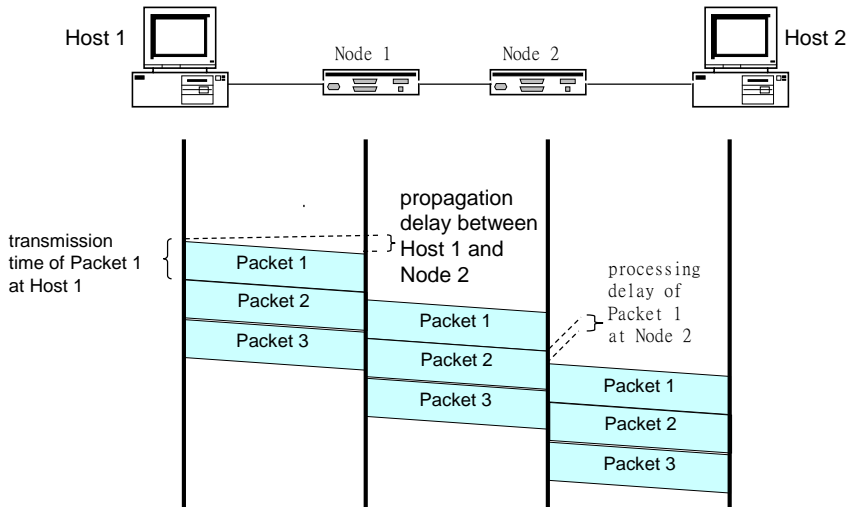 Host 1
Node 1
Node 2
Host 2
transmission
time of Packet 1
at Host 1
propagation
delay between
Host 1 and
Node 2
processing
delay of
Packet 1
at Node 2
Packet 1
Packet 2
Packet 3
Packet 1
Packet 2
Packet 3
Packet 1
Packet 2
Packet 3